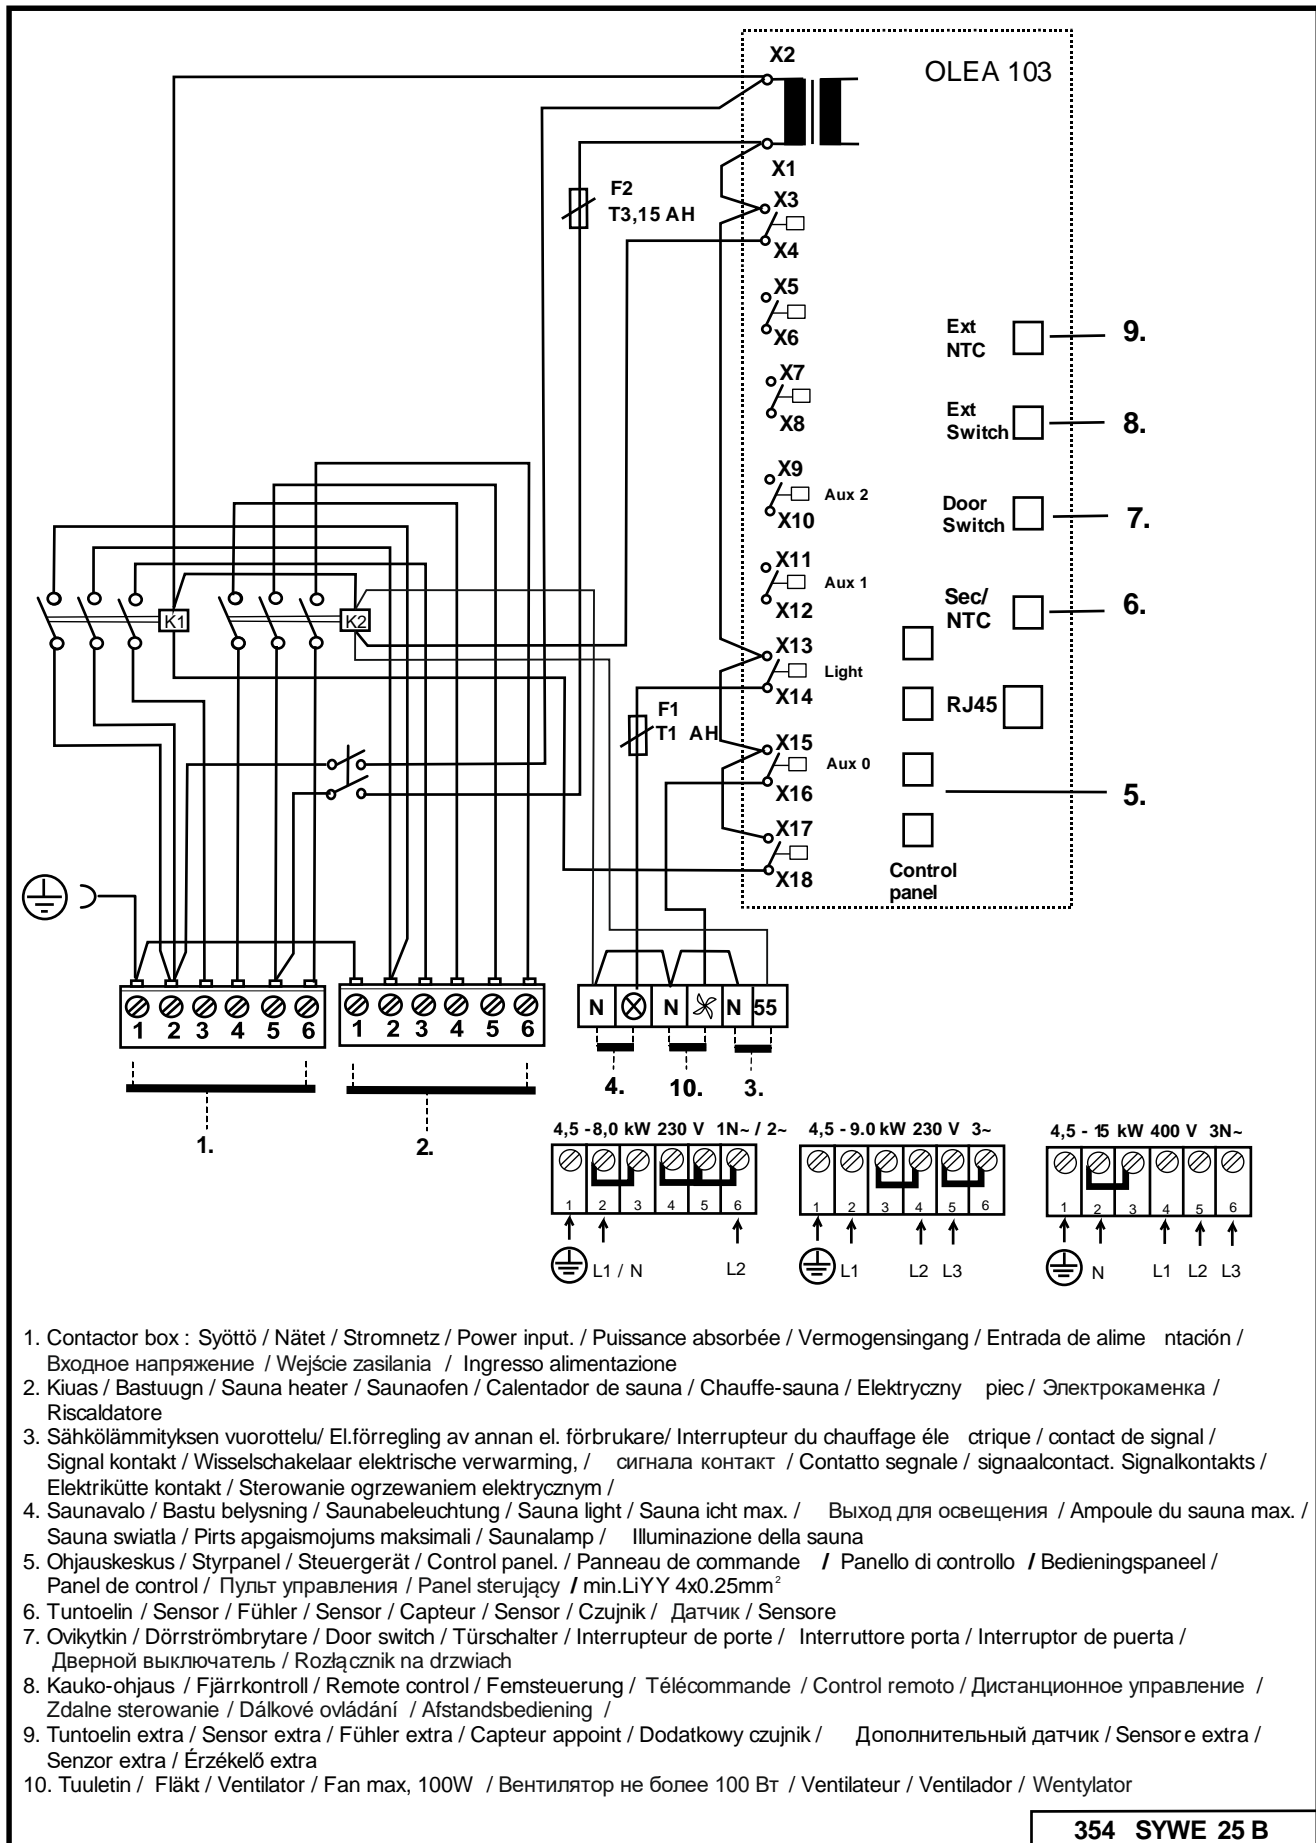 X2
OLEA 103
X1
F2
T3,15 AH
X3
X4
X5
X6
Ext
NTC
9.
X7
X8
Ext
Switch
8.
X9
Aux 2
X10
Door
Switch
7.
X11
Aux 1
X12
Sec/
NTC
6.
K1
K2
X13
Light
X14
RJ45
F1
T1 AH
X15
Aux 0
X16
5.
X17
X18
Control
panel
1 2 3 4 5 6
1 2 3 4 5 6
N N N 55
4. 10. 3.
1. 2.
4,5 -8,0 kW 230 V 1N~ / 2~
1 2 3 4 5 6
L1 / N L2
4,5 - 9.0 kW 230 V 3~
1 2 3 4 5 6
L1 L2 L3
4,5 - 15 kW 400 V 3N~
1 2 3 4 5 6
N L1 L2 L3
1. Contactor box : Syöttö / Nätet / Stromnetz / Power input. / Puissance absorbée / Vermogensingang / Entrada de alime ntación /
Входное напряжение / Wejście zasilania / Ingresso alimentazione
2. Kiuas / Bastuugn / Sauna heater / Saunaofen / Calentador de sauna / Chauffe-sauna / Elektryczny piec / Электрокаменка /
Riscaldatore
3. Sähkölämmityksen vuorottelu/ El.förregling av annan el. förbrukare/ Interrupteur du chauffage éle ctrique / contact de signal /
Signal kontakt / Wisselschakelaar elektrische verwarming, / сигнала контакт / Contatto segnale / signaalcontact. Signalkontakts /
Elektrikütte kontakt / Sterowanie ogrzewaniem elektrycznym /
4. Saunavalo / Bastu belysning / Saunabeleuchtung / Sauna light / Sauna icht max. / Выход для освещения / Ampoule du sauna max. /
Sauna swiatla / Pirts apgaismojums maksimali / Saunalamp / Illuminazione della sauna
5. Ohjauskeskus / Styrpanel / Steuergerät / Control panel. / Panneau de commande / Panello di controllo / Bedieningspaneel /
Panel de control / Пульт управления / Panel sterujący / min.LiYY 4x0.25mm²
6. Tuntoelin / Sensor / Fühler / Sensor / Capteur / Sensor / Czujnik / Датчик / Sensore
7. Ovikytkin / Dörrströmbrytare / Door switch / Türschalter / Interrupteur de porte / Interruttore porta / Interruptor de puerta /
Дверной выключатель / Rozłącznik na drzwiach
8. Kauko-ohjaus / Fjärrkontroll / Remote control / Femsteuerung / Télécommande / Control remoto / Дистанционное управление /
Zdalne sterowanie / Dálkové ovládání / Afstandsbediening /
9. Tuntoelin extra / Sensor extra / Fühler extra / Capteur appoint / Dodatkowy czujnik / Дополнительный датчик / Sensor e extra /
Senzor extra / Érzékelő extra
10. Tuuletin / Fläkt / Ventilator / Fan max, 100W / Вентилятор не более 100 Вт / Ventilateur / Ventilador / Wentylator
354 SYWE 25 B